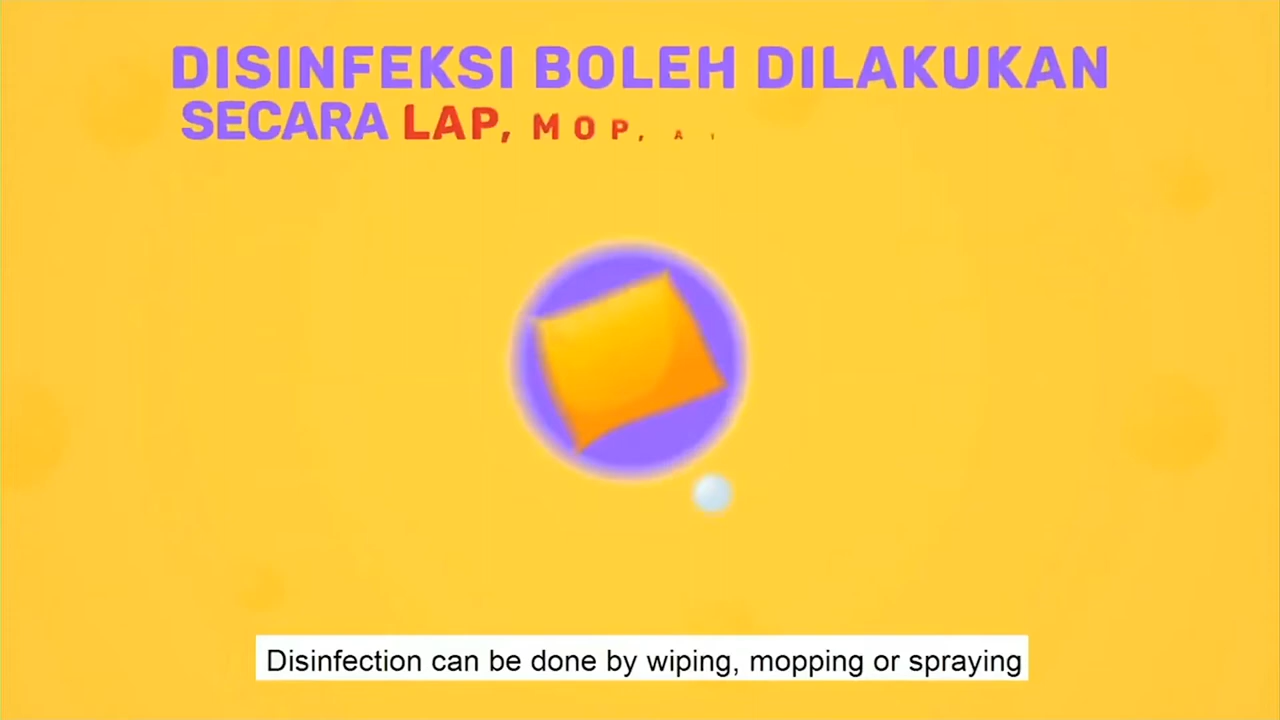 DISINFEKSI BOLEH DILAKUKAN
SECARA LAP, MOP,
Disinfection can be done by wiping, mopping or spraying